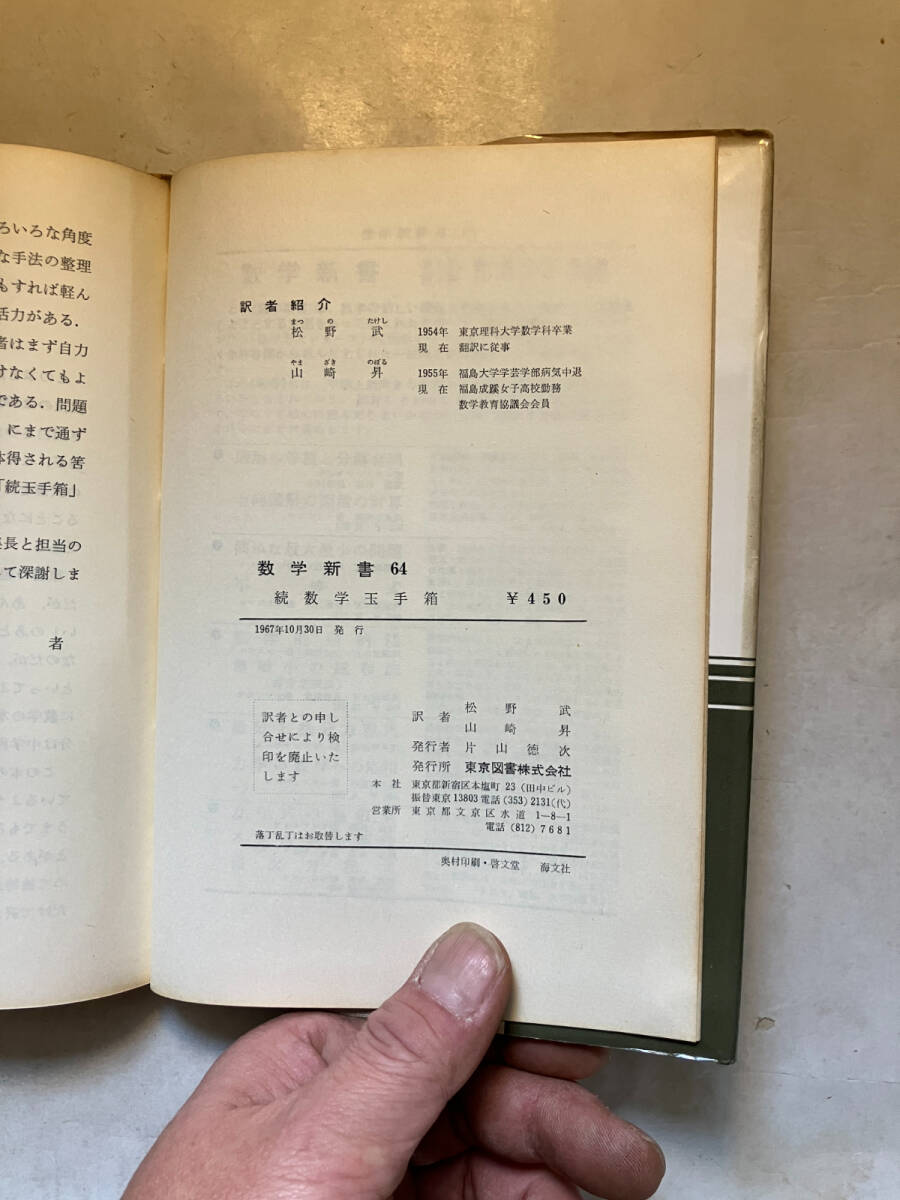 ろいろな角度
な手法の整理
もすれば軽ん
活力がある．
者はまず自力
けなくてもよ
である．問題
にまで通ず
体得される筈
「続玉手箱」
長と担当の
て深謝しま
者
訳者紹介
まつ の たけし
松野 武 1954年 東京理科大学数学科卒業
現在 翻訳に従事
やま ざき のぼる
山崎 昇 1955年 福島大学学芸学部病気中退
現在 福島成蹊女子高校勤務
数学教育協議会会員
数学新書 64
続数学玉手箱 ￥450
1967年10月30日 発行
訳者との申し
合せにより検
印を廃止いた
します
訳者 松野 武
山崎 昇
発行者 片山徳次
発行所 東京図書株式会社
本社 東京都新宿区本塩町 23 (田中ビル)
振替東京 13803 電話 (353) 2131(代)
営業所 東京都文京区水道 1−8−1
電話 (812) 7681
落丁乱丁はお取替します
奥村印刷・啓文堂 海文社